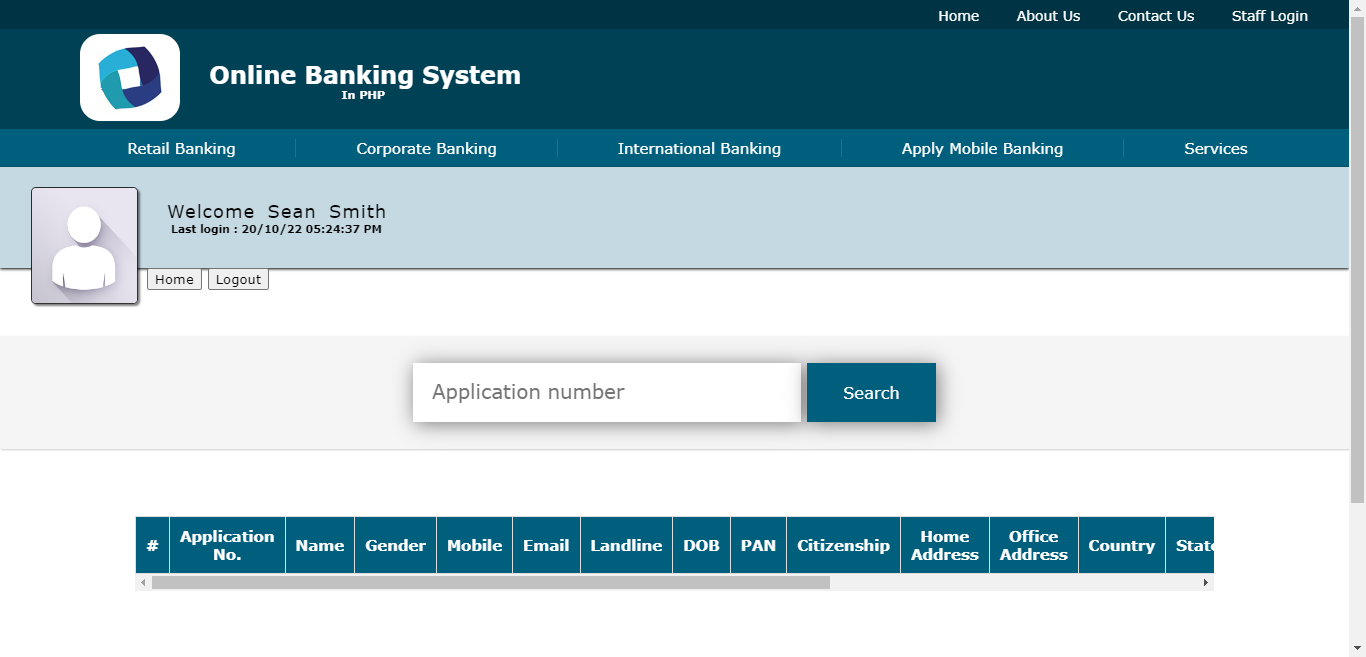 Home About Us Contact Us Staff Login
Online Banking System
In PHP
Retail Banking Corporate Banking International Banking Apply Mobile Banking Services
Welcome Sean Smith
Last login : 20/10/22 05:24:37 PM
Home Logout
Application number Search
# Application No. Name Gender Mobile Email Landline DOB PAN Citizenship Home Address Office Address Country State